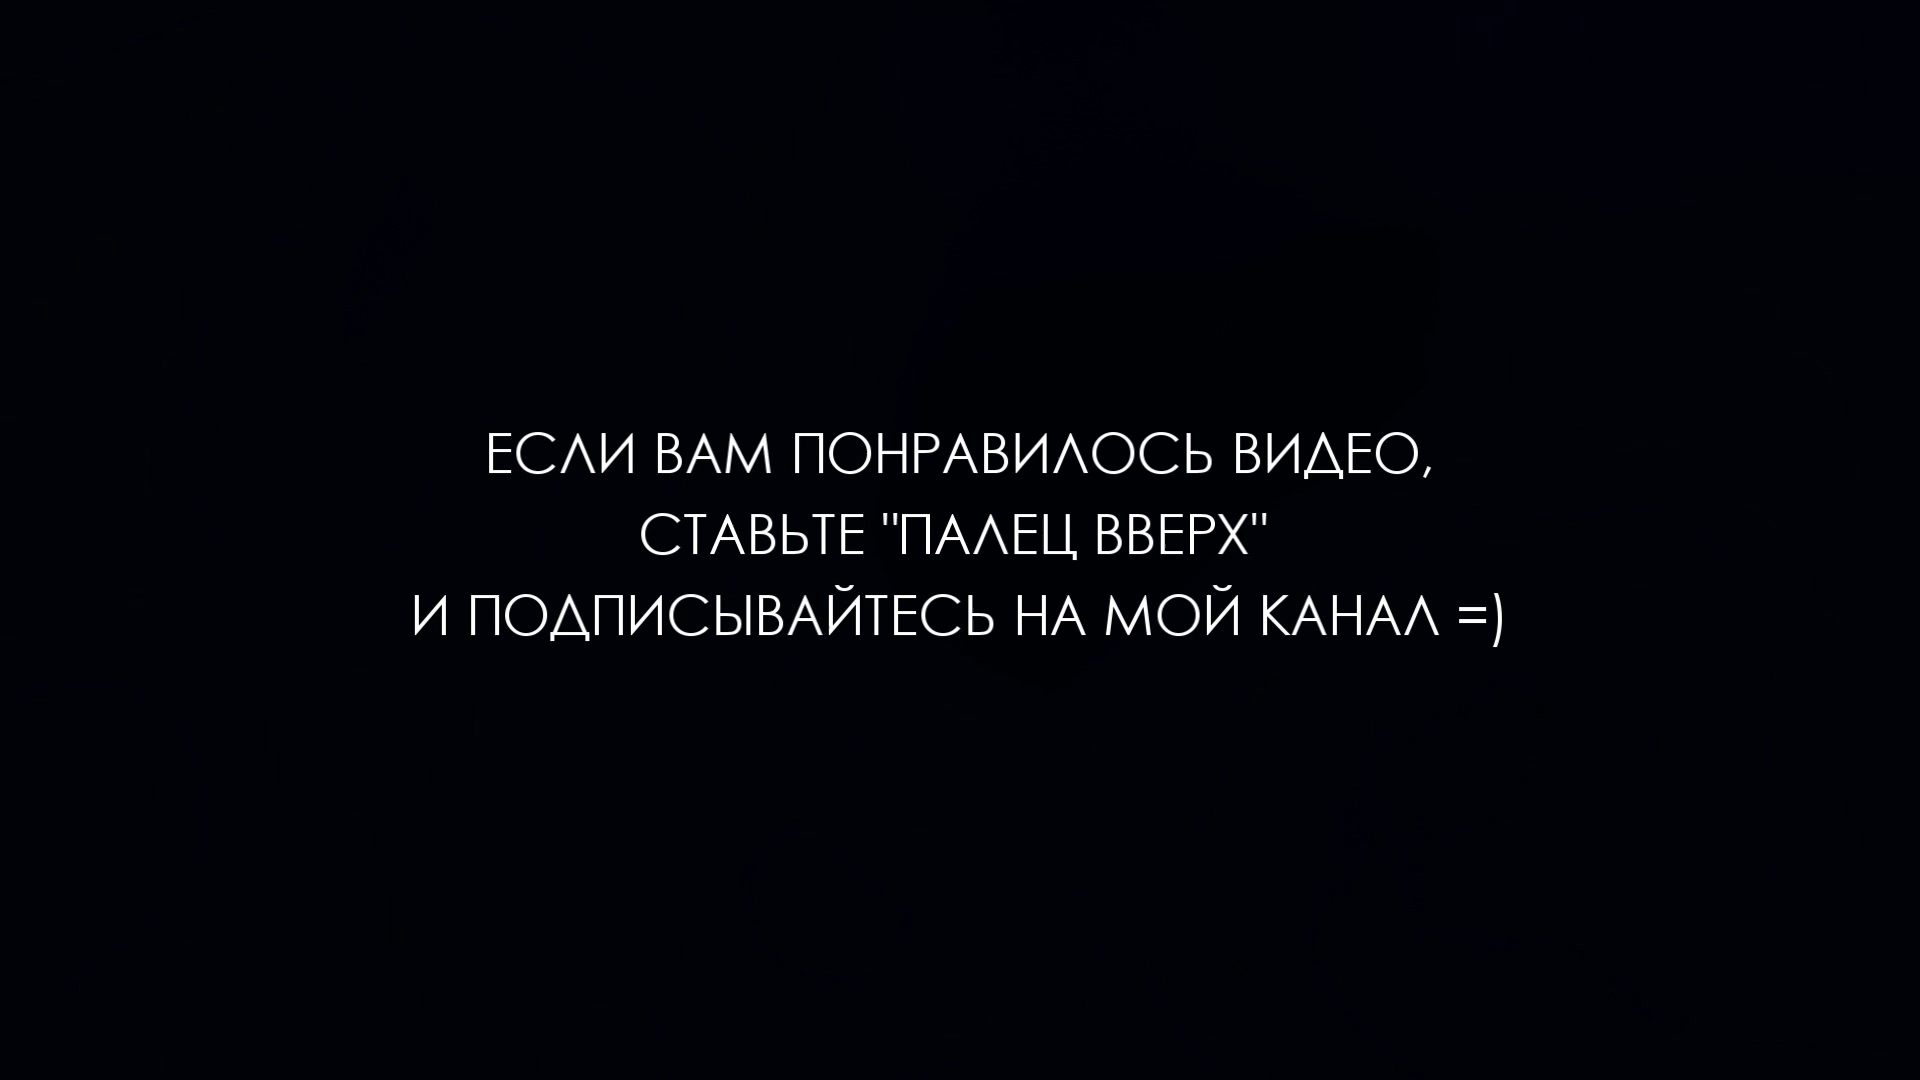 ЕСЛИ ВАМ ПОНРАВИЛОСЬ ВИДЕО,
СТАВЬТЕ "ПАЛЕЦ ВВЕРХ"
И ПОДПИСЫВАЙТЕСЬ НА МОЙ КАНАЛ =)